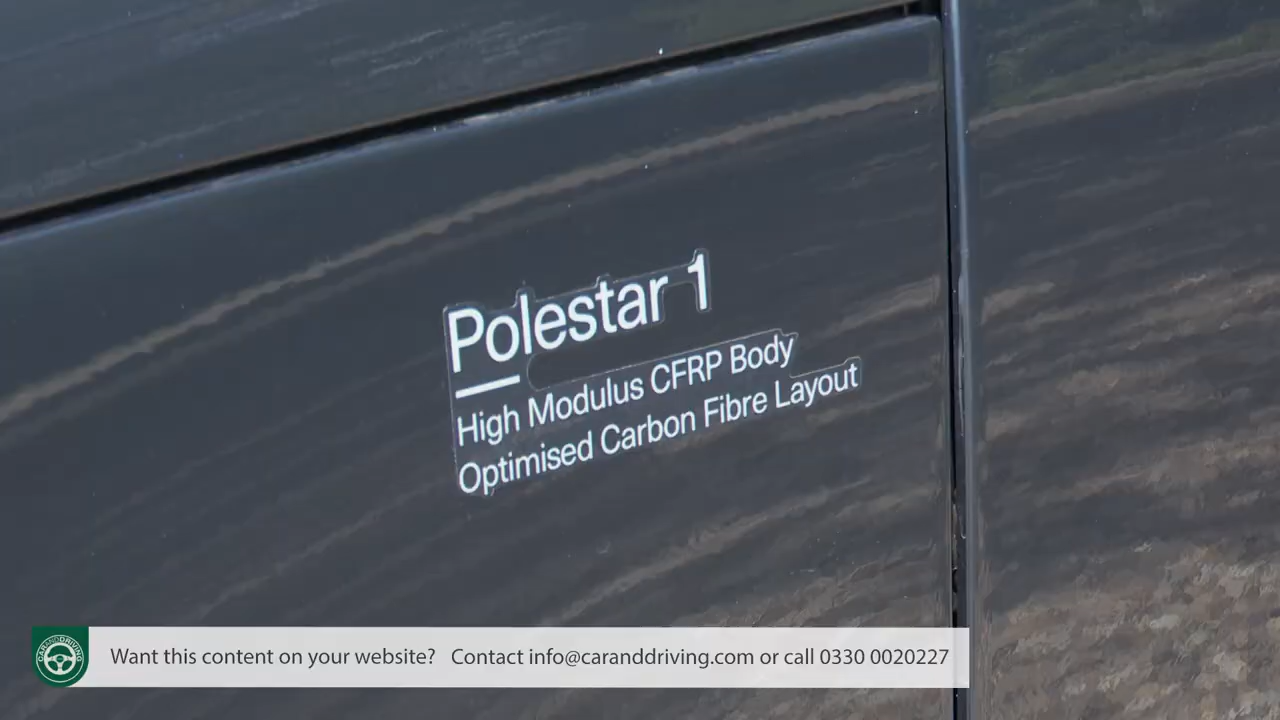 Polestar 1
High Modulus CFRP Body
Optimised Carbon Fibre Layout
CARANDDRIVING
Want this content on your website? Contact info@caranddriving.com or call 0330 0020227